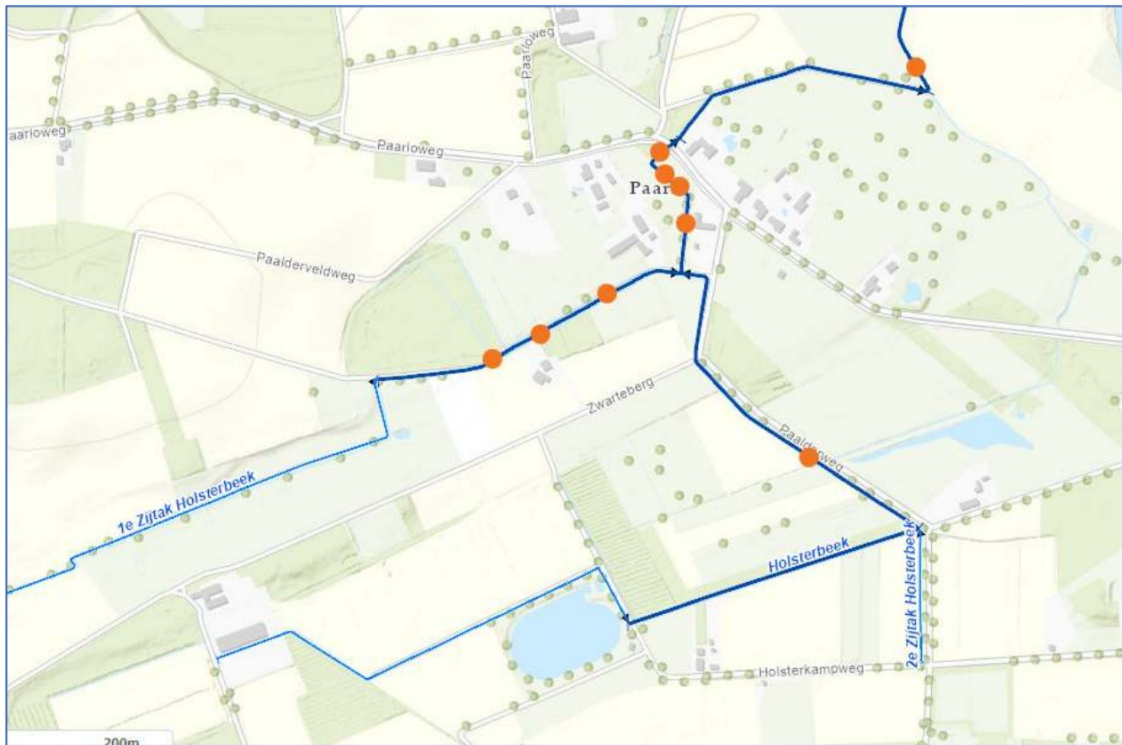 Paarloweg
aarloweg
Paarloweg
Paar
Paalderveldweg
Zwarteberg
Paalderweg
1e Zijtak Holsterbeek
Holsterbeek
2e Zijtak Holsterbeek
Holsterkampweg
200m